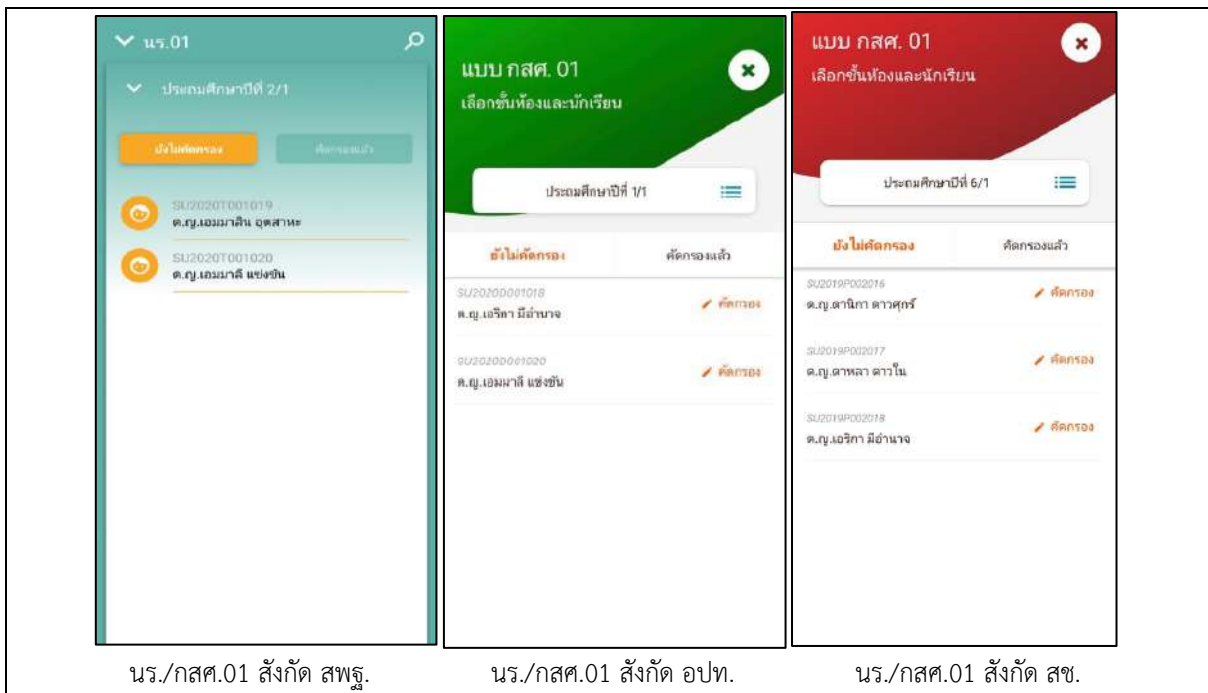 นร.01
ประถมศึกษาปีที่ 2/1
ยังไม่คัดกรอง
คัดกรองแล้ว
SU2020T001019
ด.ญ.เอมมาลิน อุตสาหะ
SU2020T001020
ด.ญ.เอมมาลี แข่งขัน
แบบ กสศ. 01
เลือกชั้นห้องและนักเรียน
ประถมศึกษาปีที่ 1/1
ยังไม่คัดกรอง
คัดกรองแล้ว
SU2020D001018
ด.ญ.เอริกา มีอำนาจ
คัดกรอง
SU2020D001020
ด.ญ.เอมมาลี แข่งขัน
คัดกรอง
แบบ กสศ. 01
เลือกชั้นห้องและนักเรียน
ประถมศึกษาปีที่ 6/1
ยังไม่คัดกรอง
คัดกรองแล้ว
SU2019P002016
ด.ญ.ดานิกา ดาวศุกร์
คัดกรอง
SU2019P002017
ด.ญ.ดาหลา ดาวใน
คัดกรอง
SU2019P002018
ด.ญ.เอริกา มีอำนาจ
คัดกรอง
นร./กสศ.01 สังกัด สพฐ.
นร./กสศ.01 สังกัด อปท.
นร./กสศ.01 สังกัด สช.